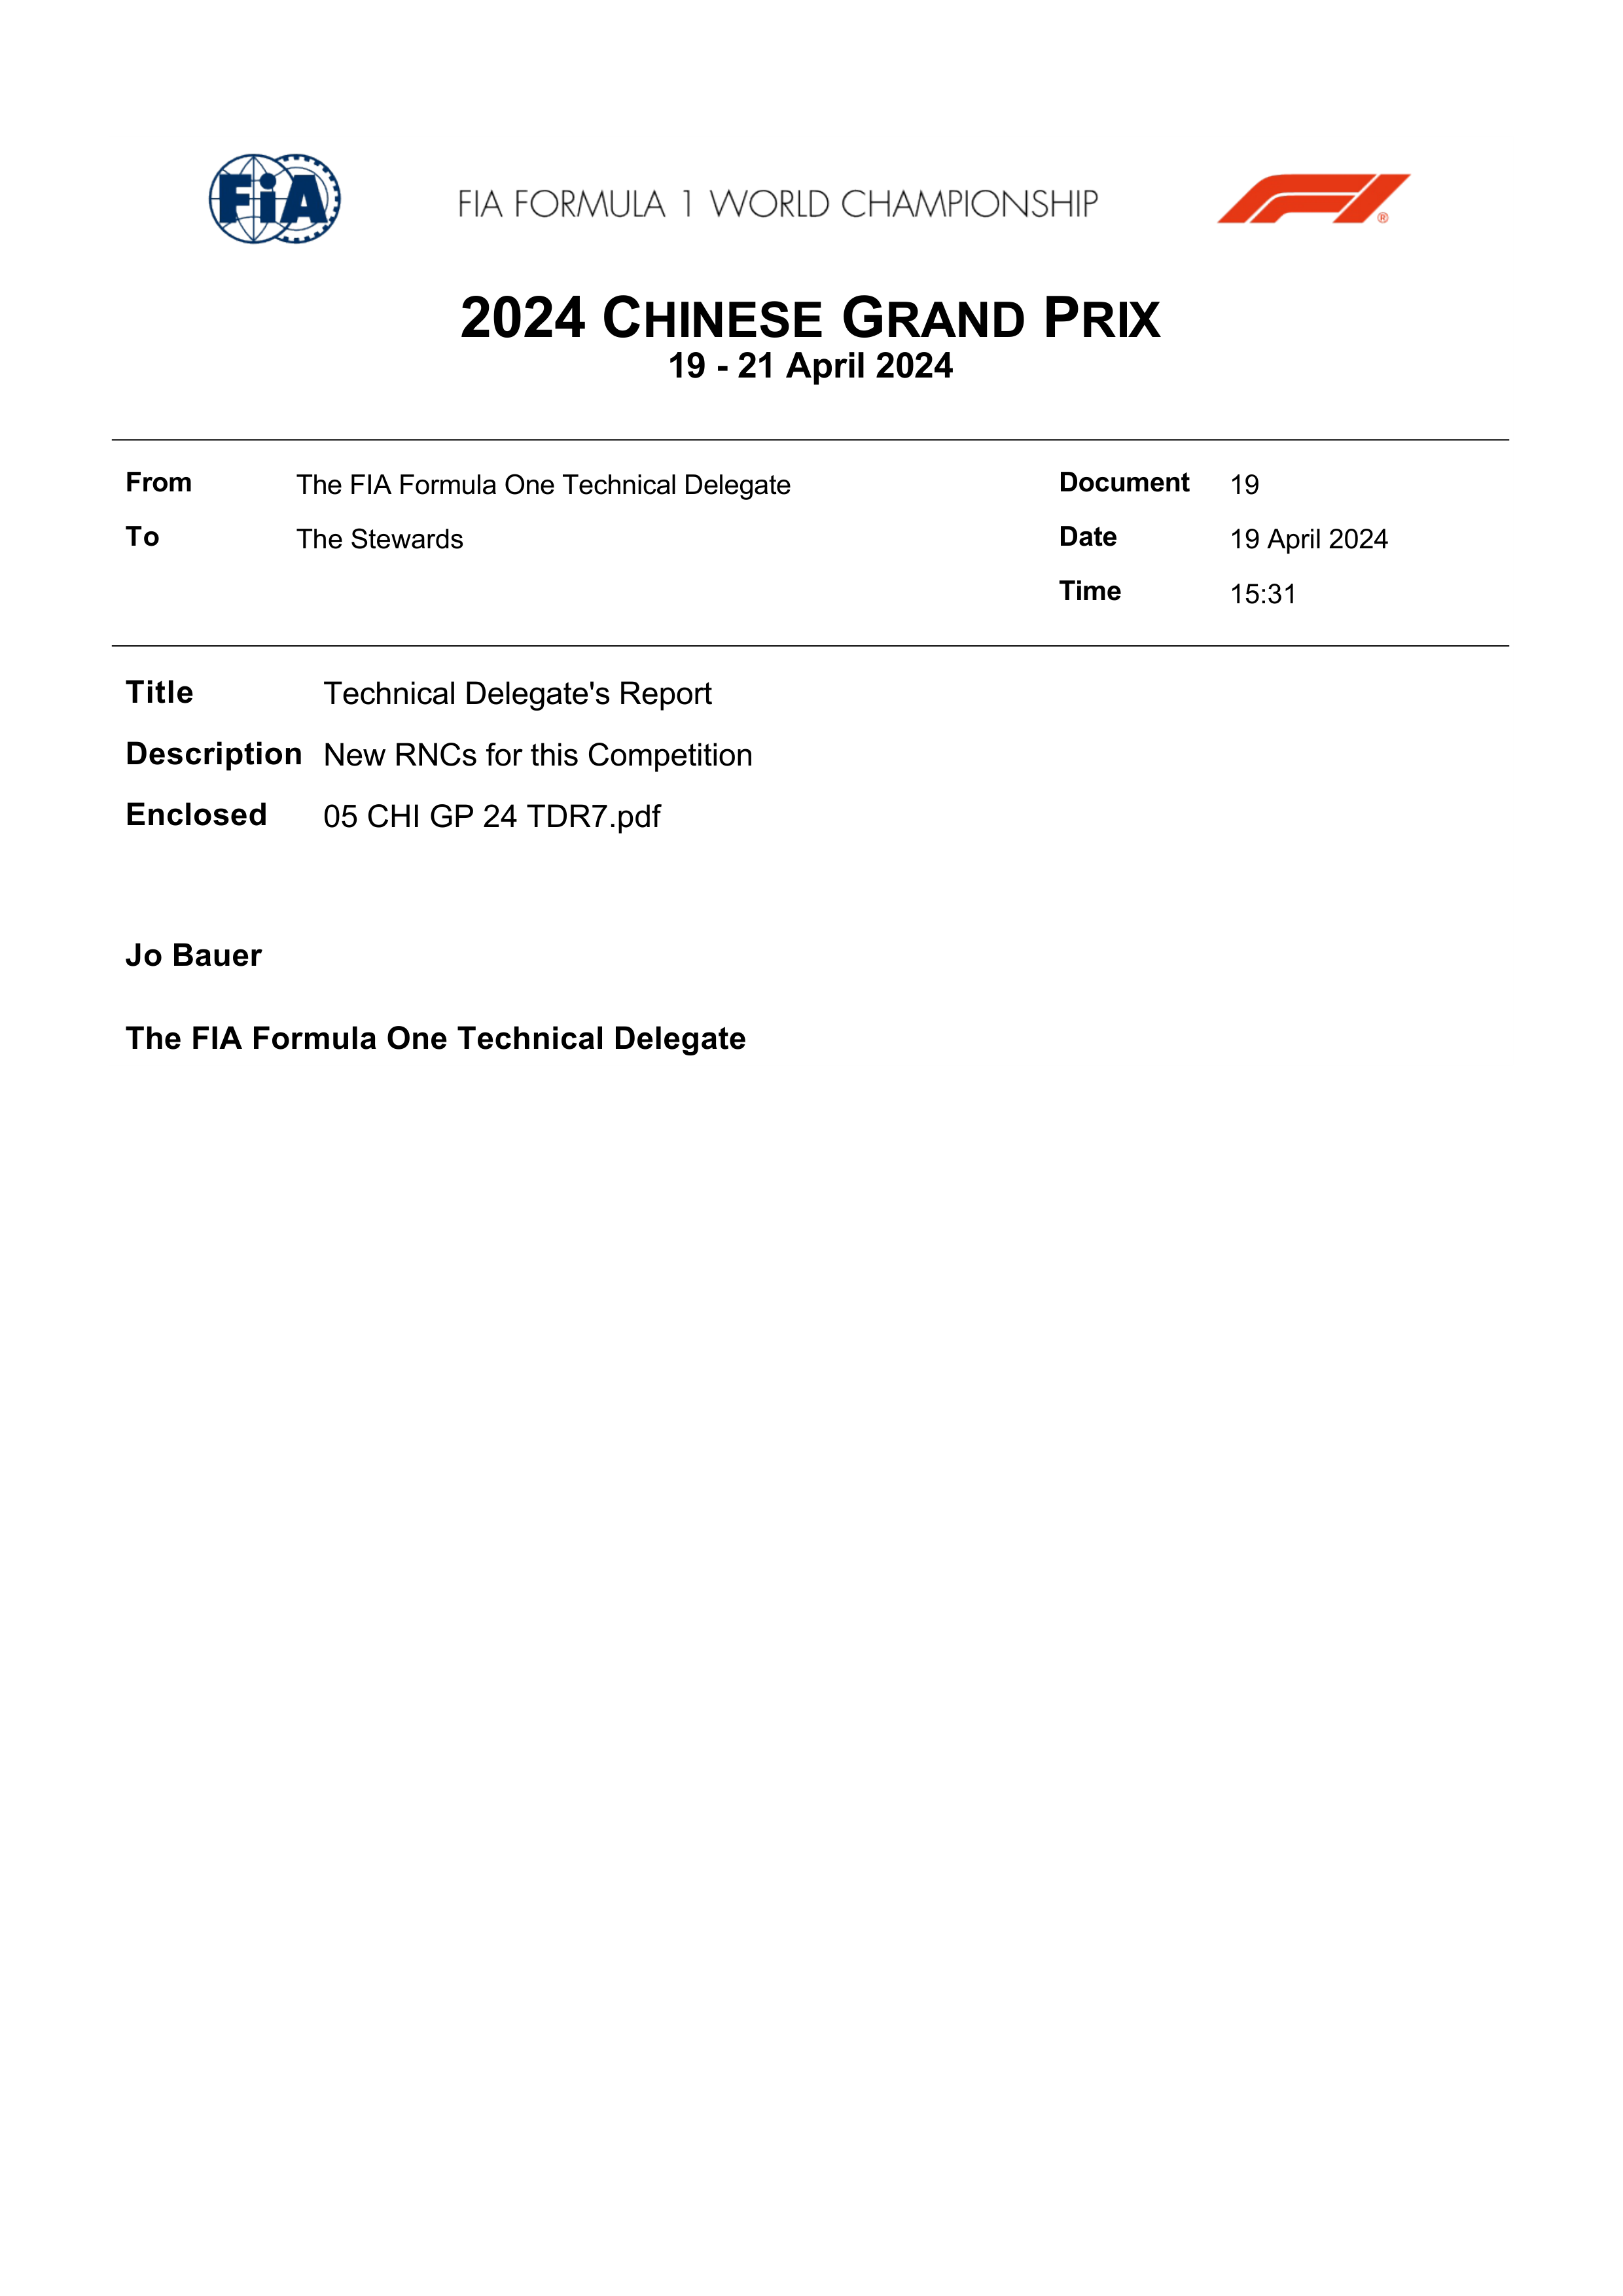 FiA
FIA FORMULA 1 WORLD CHAMPIONSHIP
F1®
2024 CHINESE GRAND PRIX
19 - 21 April 2024
From The FIA Formula One Technical Delegate Document 19
To The Stewards Date 19 April 2024
Time 15:31
Title Technical Delegate's Report
Description New RNCs for this Competition
Enclosed 05 CHI GP 24 TDR7.pdf
Jo Bauer
The FIA Formula One Technical Delegate